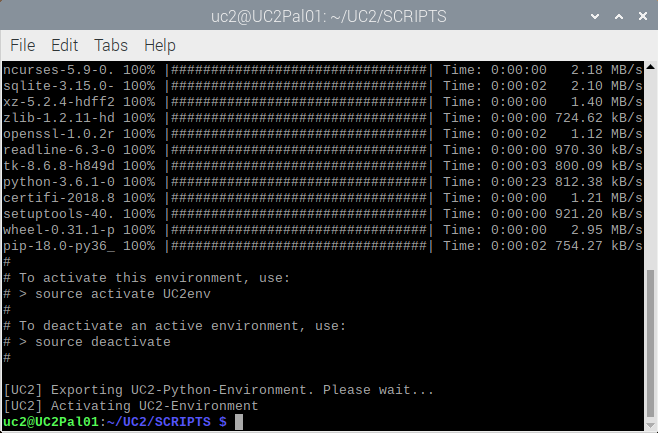 uc2@UC2Pal01: ~/UC2/SCRIPTS
File Edit Tabs Help
ncurses-5.9-0. 100% |################################| Time: 0:00:00   2.18 MB/s
sqlite-3.15.0- 100% |################################| Time: 0:00:02   2.10 MB/s
xz-5.2.4-hdff2 100% |################################| Time: 0:00:00   1.40 MB/s
zlib-1.2.11-hd 100% |################################| Time: 0:00:00 724.62 kB/s
openssl-1.0.2r 100% |################################| Time: 0:00:02   1.12 MB/s
readline-6.3-0 100% |################################| Time: 0:00:00 970.30 kB/s
tk-8.6.8-h849d 100% |################################| Time: 0:00:03 800.09 kB/s
python-3.6.1-0 100% |################################| Time: 0:00:23 812.38 kB/s
certifi-2018.8 100% |################################| Time: 0:00:00   1.21 MB/s
setuptools-40. 100% |################################| Time: 0:00:00 921.20 kB/s
wheel-0.31.1-p 100% |################################| Time: 0:00:00   2.95 MB/s
pip-18.0-py36_ 100% |################################| Time: 0:00:02 754.27 kB/s
#
# To activate this environment, use:
# > source activate UC2env
#
# To deactivate an active environment, use:
# > source deactivate
#
[UC2] Exporting UC2-Python-Environment. Please wait...
[UC2] Activating UC2-Environment
uc2@UC2Pal01:~/UC2/SCRIPTS $